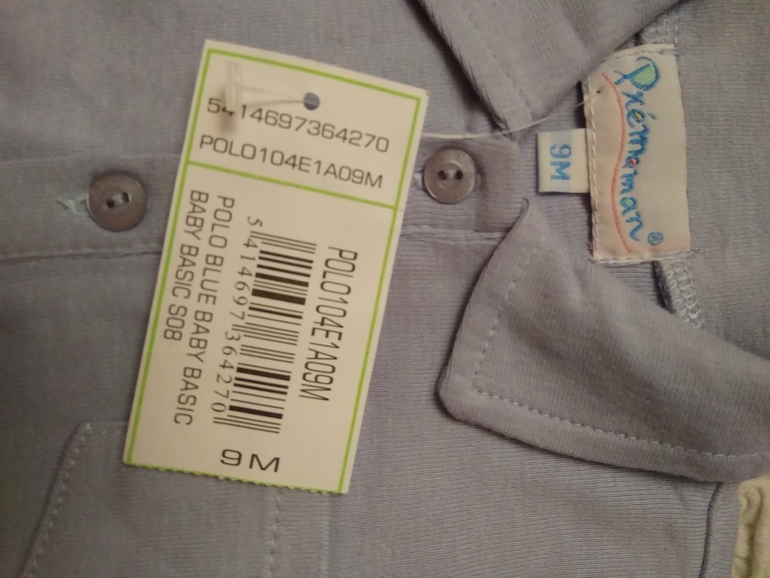 5414697364270
POLO104E1A09M
POLO104E1A09M
5 414697 364270
POLO BLUE BABY BASIC
BABY BASIC S08
9M
9M
Prémaman®